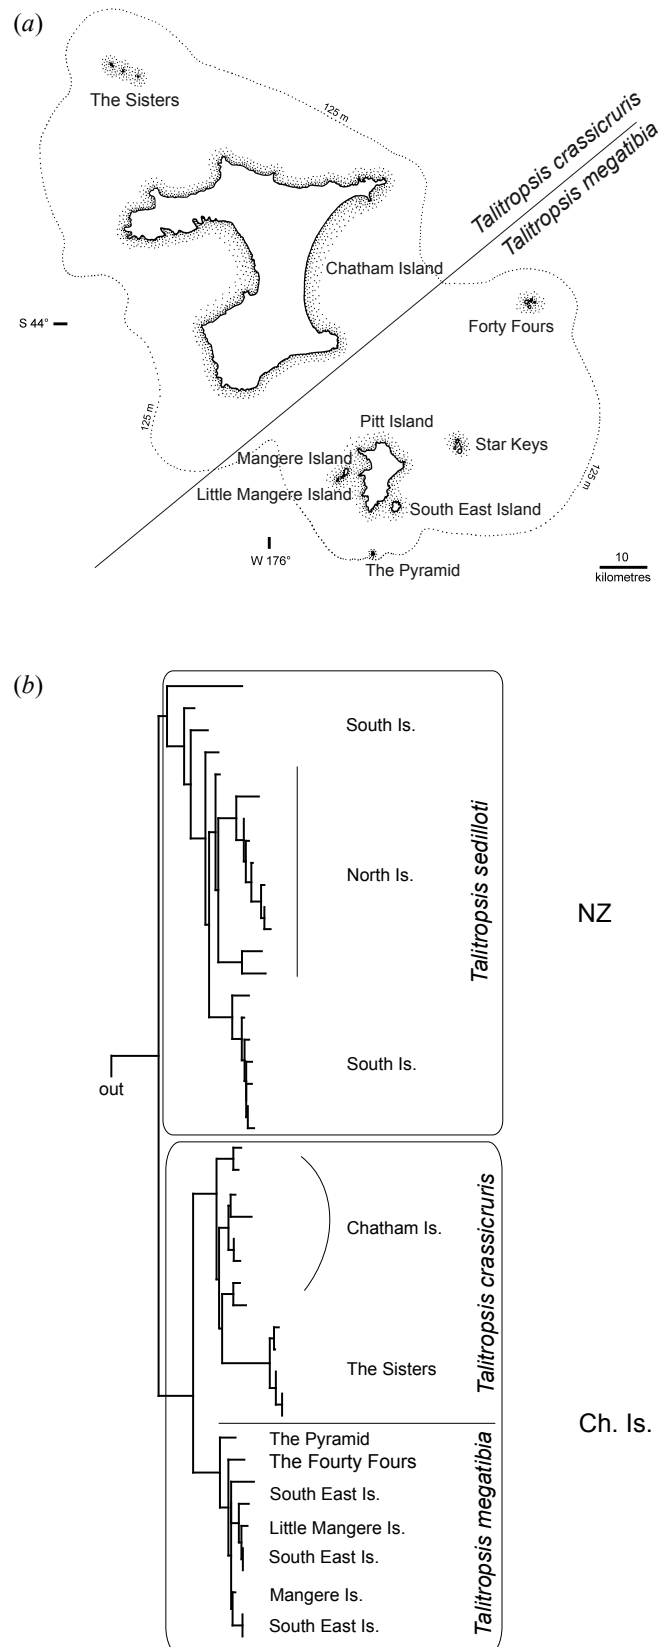 (a)
The Sisters
125 m
Talitropsis crassicruris
Talitropsis megatibia
Chatham Island
S 44°
Forty Fours
125 m
Pitt Island
Star Keys
Mangere Island
125 m
Little Mangere Island
South East Island
W 176°
The Pyramid
10
kilometres
(b)
South Is.
North Is.
Talitropsis sedilloti
NZ
South Is.
out
Chatham Is.
Talitropsis crassicruris
The Sisters
Ch. Is.
The Pyramid
The Fourty Fours
South East Is.
Little Mangere Is.
South East Is.
Mangere Is.
South East Is.
Talitropsis megatibia